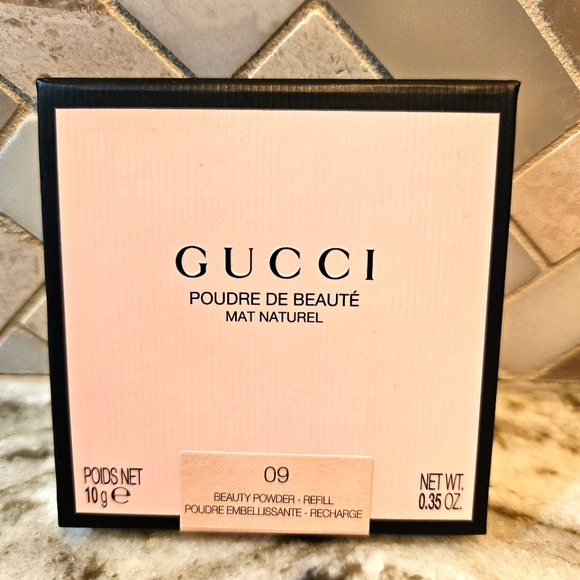 GUCCI
POUDRE DE BEAUTÉ
MAT NATUREL
POIDS NET
10 g ℮
09
BEAUTY POWDER - REFILL
POUDRE EMBELLISSANTE - RECHARGE
NET WT.
0.35 OZ.